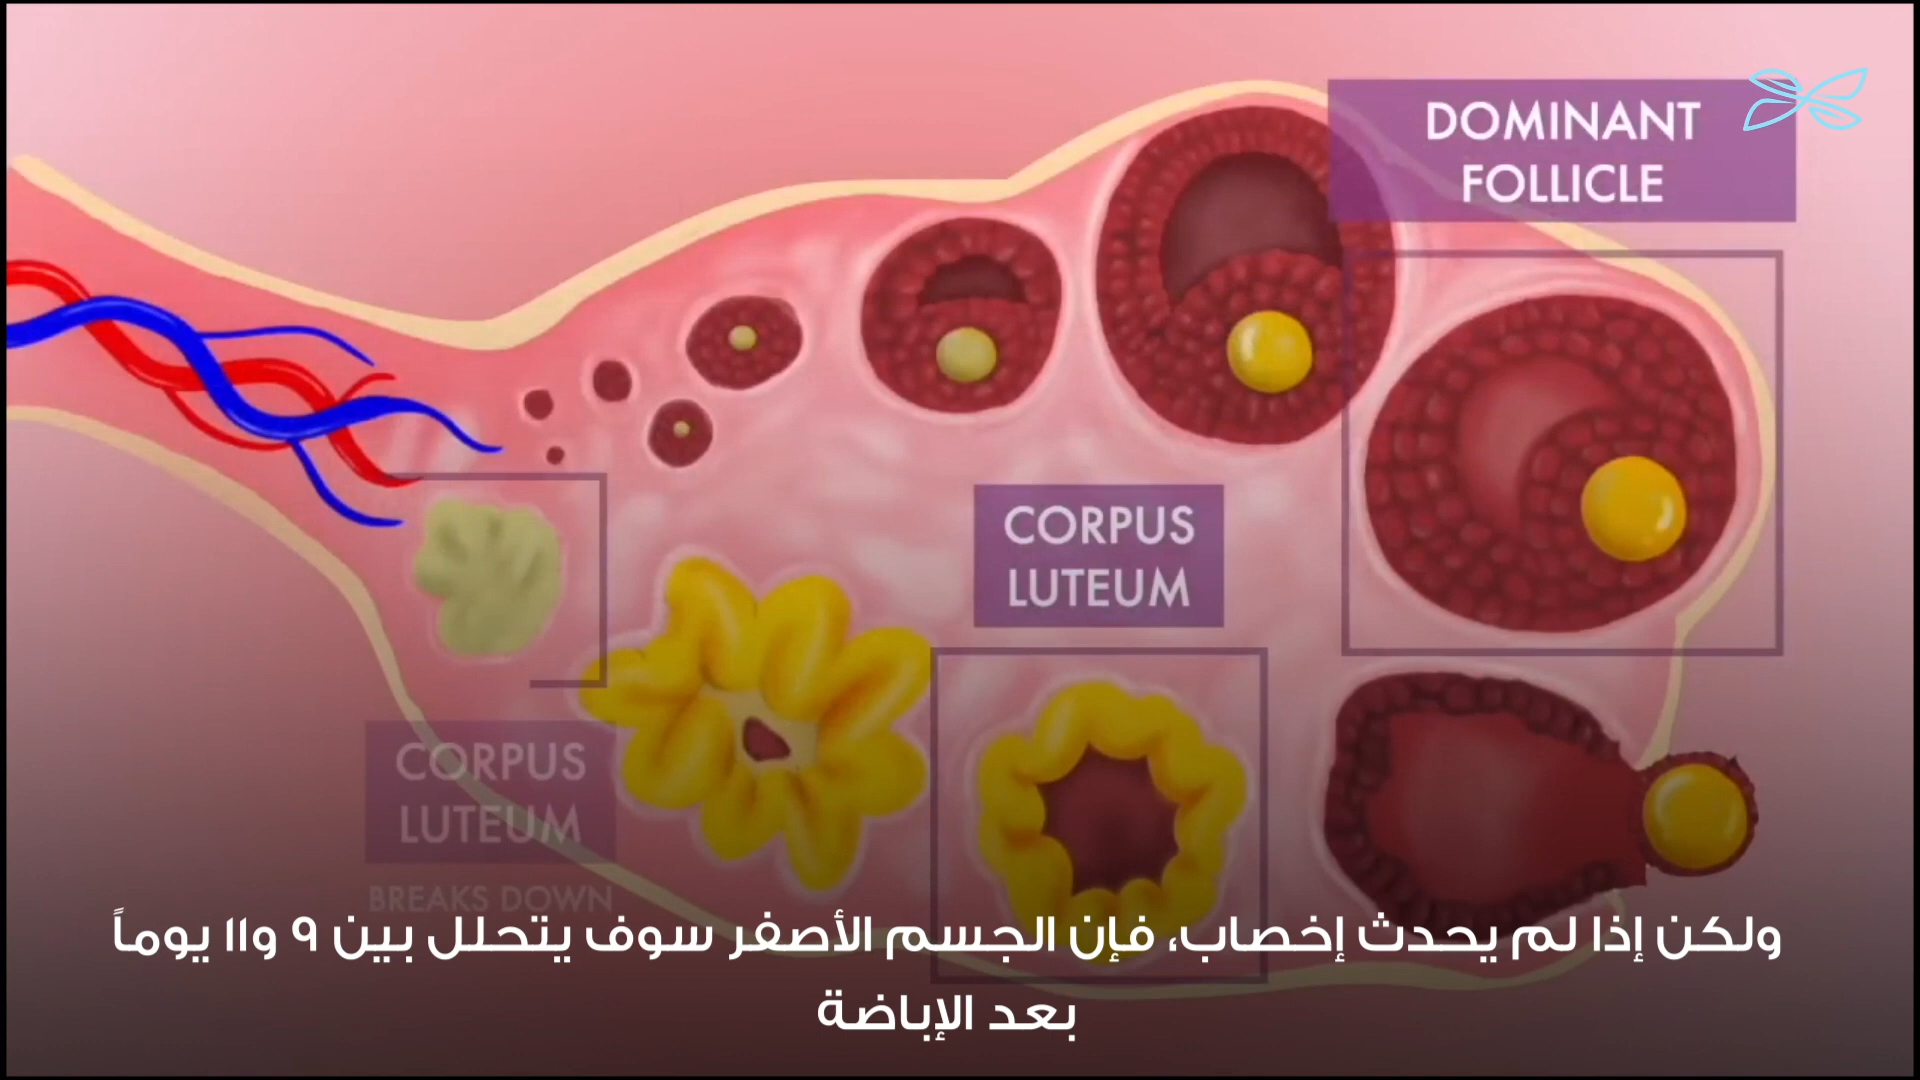 DOMINANT
FOLLICLE
CORPUS
LUTEUM
CORPUS
LUTEUM
BREAKS DOWN
ولكن إذا لم يحدث إخصاب، فإن الجسم الأصفر سوف يتحلل بين ٩ و١١ يوماً
بعد الإباضة